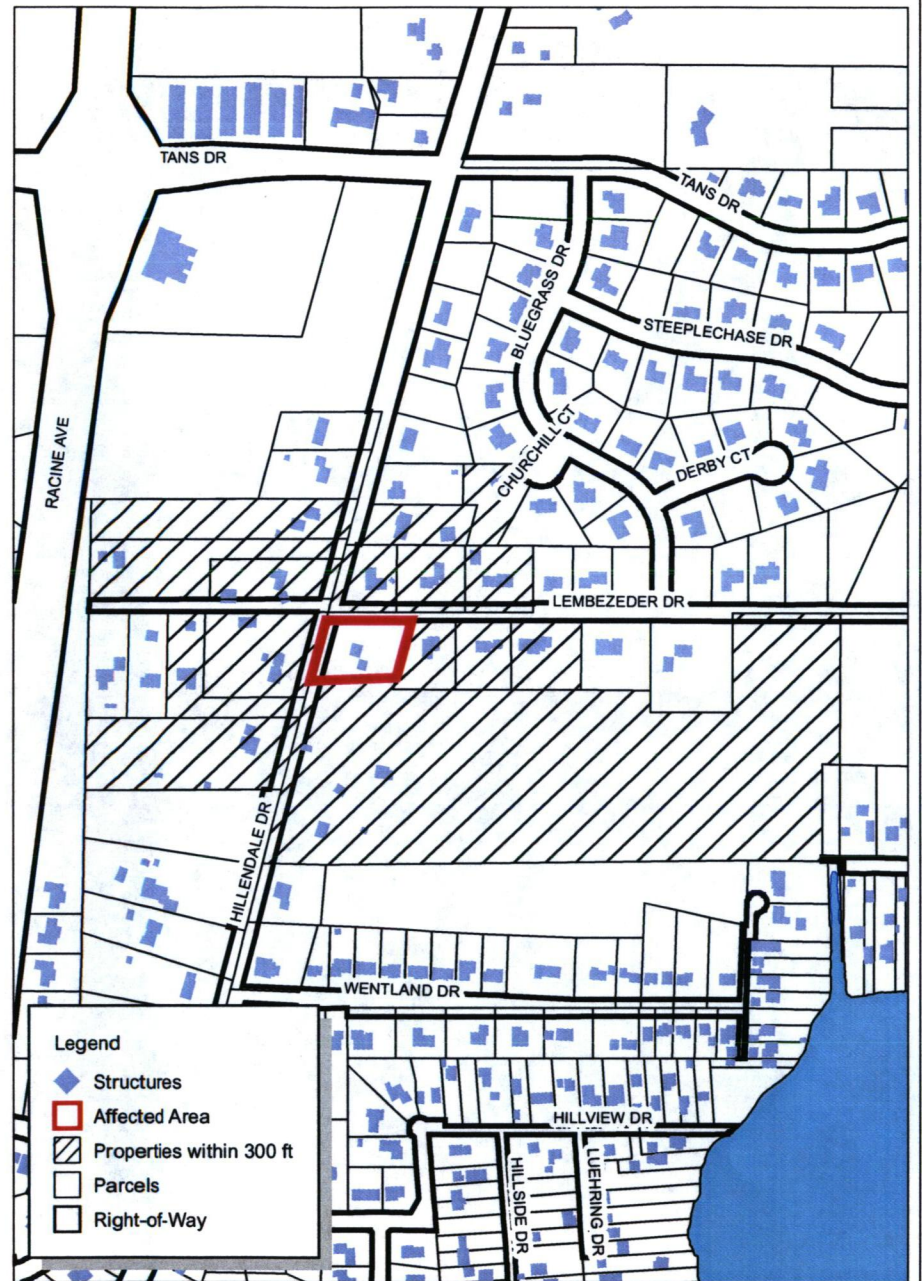 TANS DR
TANS DR
BLUEGRASS DR
STEEPLECHASE DR
RACINE AVE
CHURCHILL CT
DERBY CT
LEMBEZEDER DR
HILLENDALE DR
WENTLAND DR
HILLVIEW DR
HILLSIDE DR
LUEHRING DR
Legend
Structures
Affected Area
Properties within 300 ft
Parcels
Right-of-Way